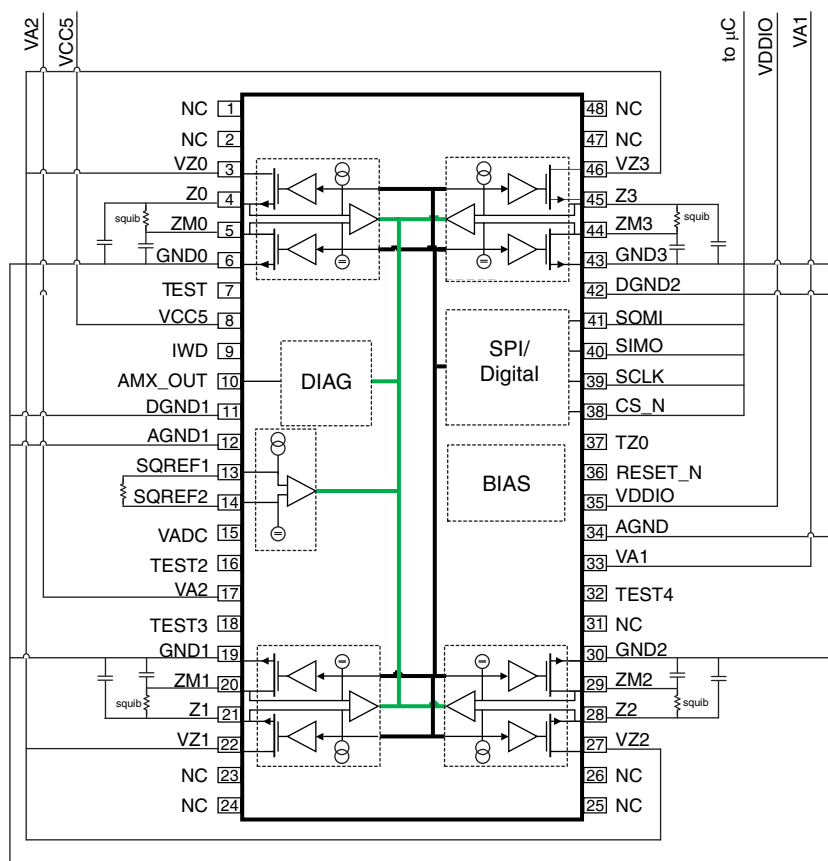 VA2
VCC5
to μC
VDDIO
VA1
NC 1
NC 2
VZ0 3
Z0 4
squib
ZM0 5
GND0 6
TEST 7
VCC5 8
IWD 9
AMX_OUT 10
DGND1 11
AGND1 12
SQREF1 13
SQREF2 14
VADC 15
TEST2 16
VA2 17
TEST3 18
GND1 19
ZM1 20
squib
Z1 21
VZ1 22
NC 23
NC 24
DIAG
SPI/
Digital
BIAS
48 NC
47 NC
46 VZ3
45 Z3
squib
44 ZM3
43 GND3
42 DGND2
41 SOMI
40 SIMO
39 SCLK
38 CS_N
37 TZ0
36 RESET_N
35 VDDIO
34 AGND
33 VA1
32 TEST4
31 NC
30 GND2
29 ZM2
squib
28 Z2
27 VZ2
26 NC
25 NC